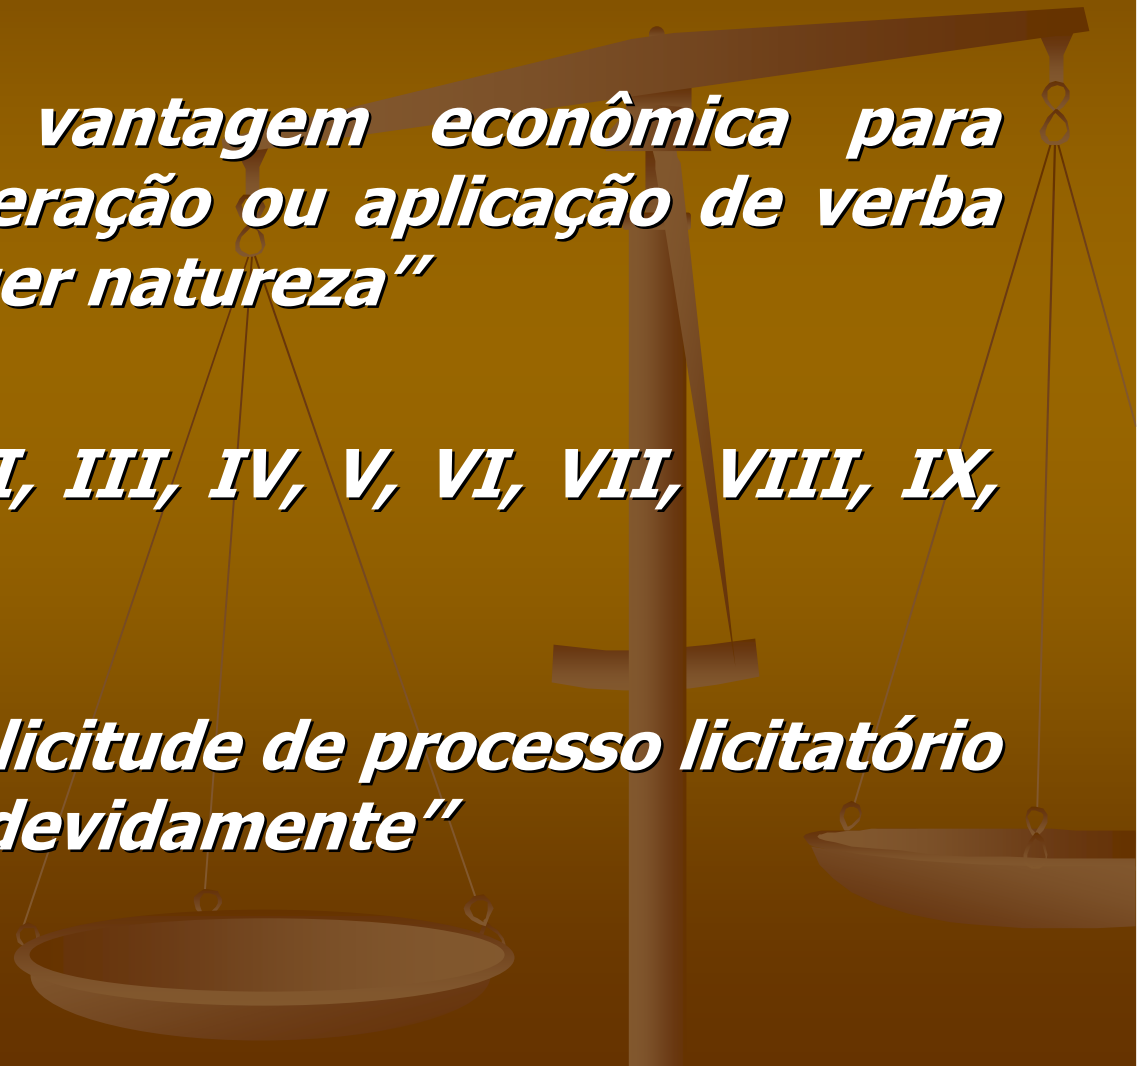 vantagem econômica para
eração ou aplicação de verba
er natureza”
I, III, IV, V, VI, VII, VIII, IX,
licitude de processo licitatório
devidamente”